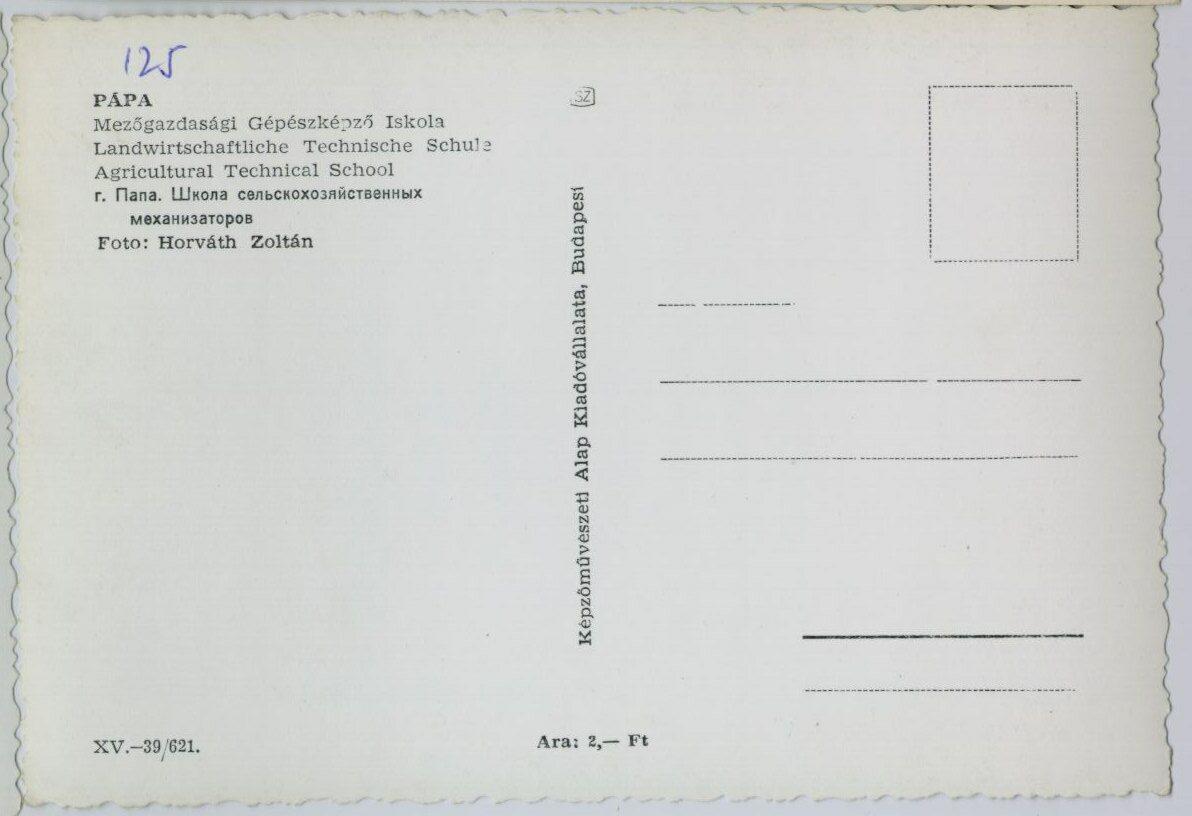 125
PÁPA
Mezőgazdasági Gépészképző Iskola
Landwirtschaftliche Technische Schule
Agricultural Technical School
г. Папа. Школа сельскохозяйственных
механизаторов
Foto: Horváth Zoltán
SZ
Képzőművészeti Alap Kiadóvállalata, Budapest
XV.—39/621.
Ara: 2,— Ft